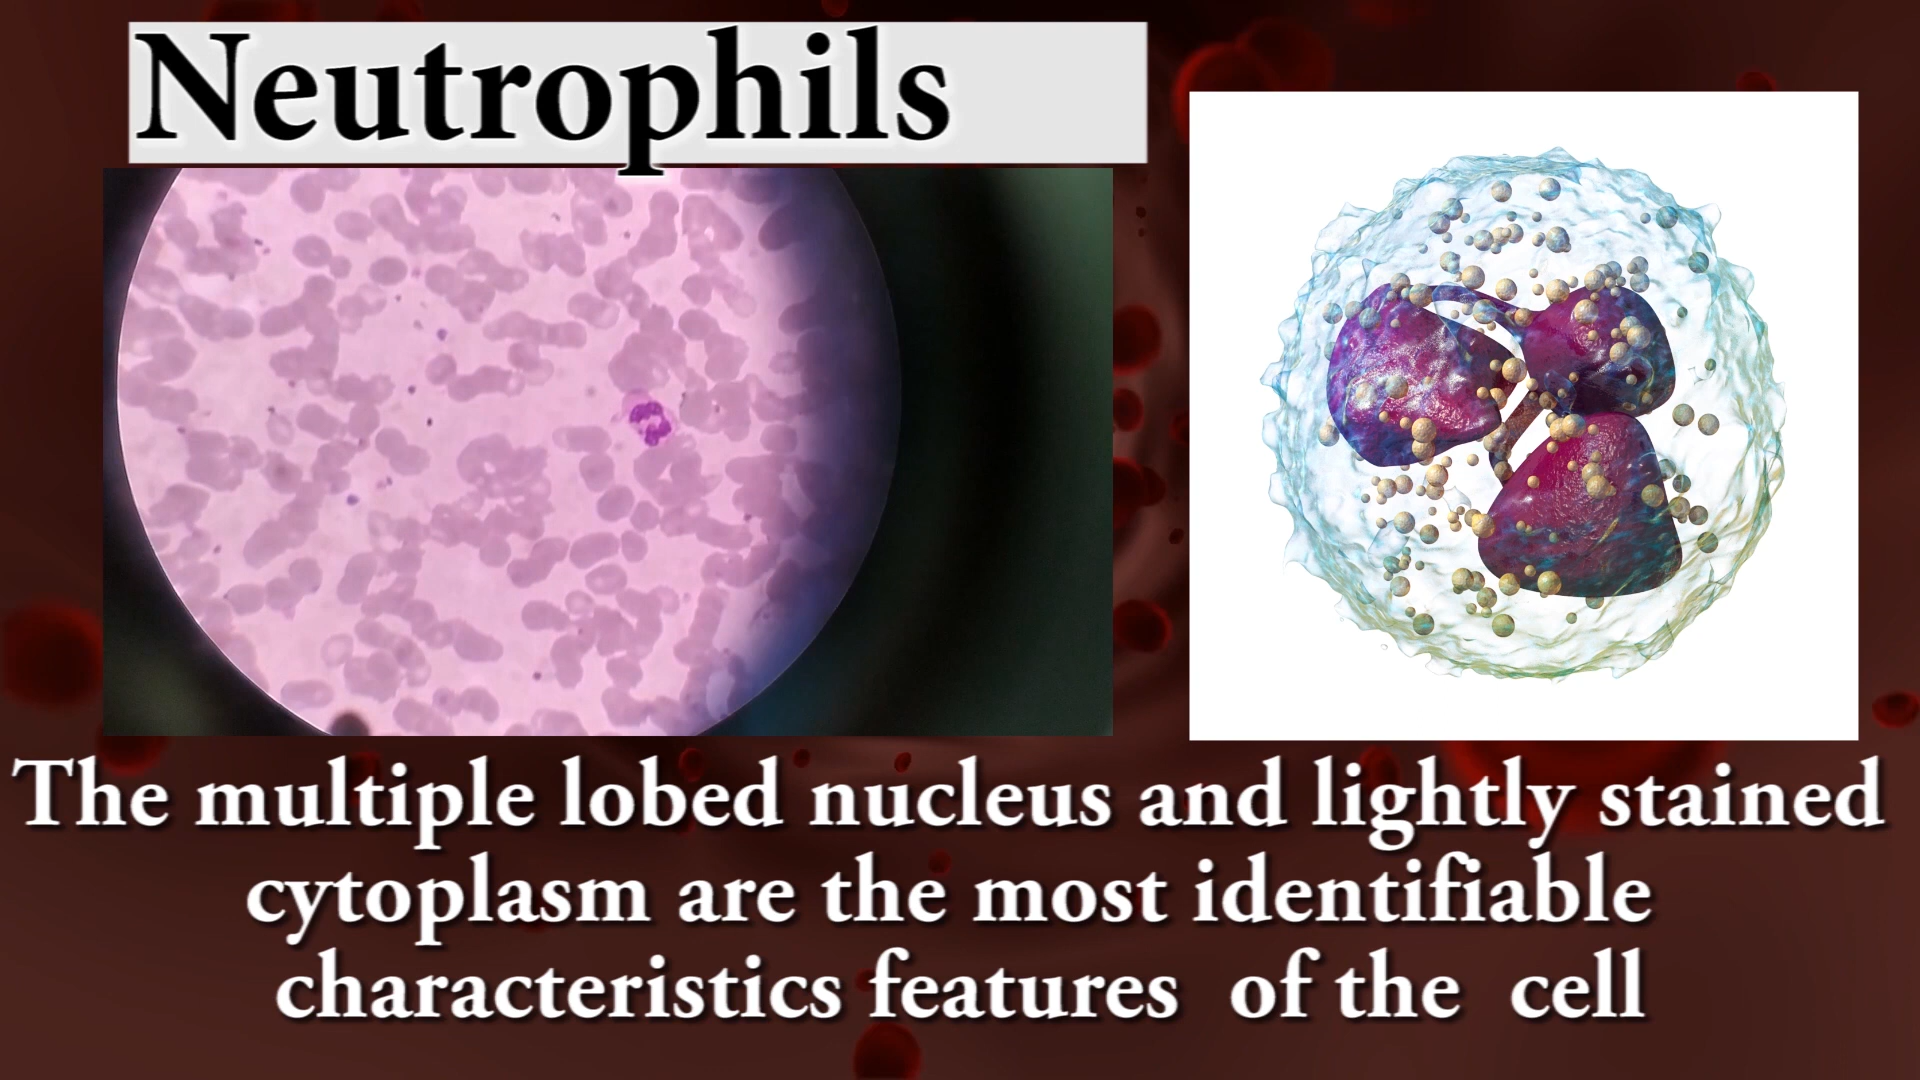 Neutrophils
The multiple lobed nucleus and lightly stained
cytoplasm are the most identifiable
characteristics features of the cell